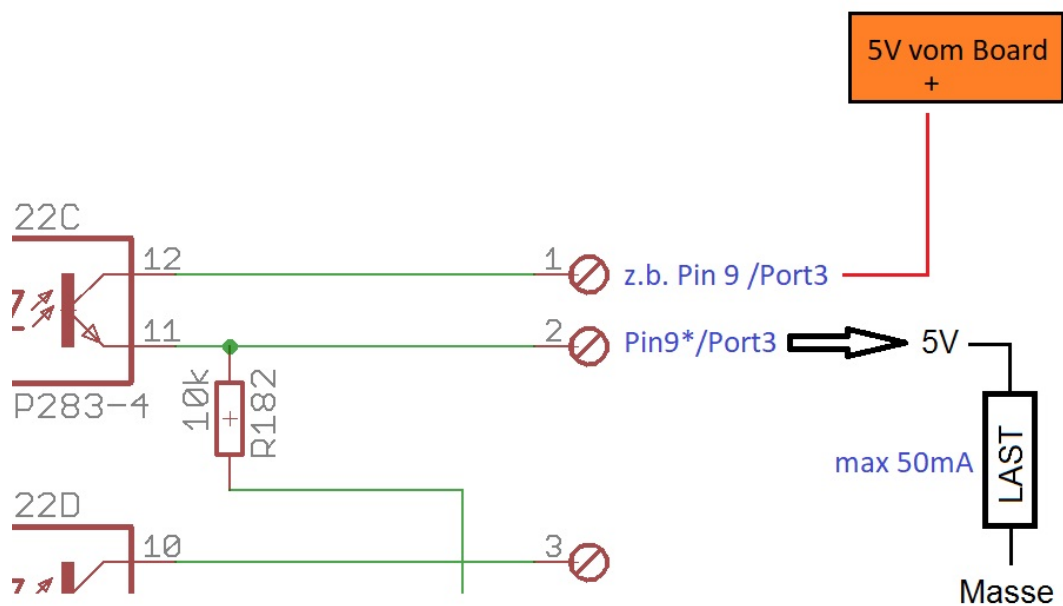 5V vom Board
+
22C
12
1
z.b. Pin 9 /Port3
11
2
Pin9*/Port3
5V
10k
R182
P283-4
max 50mA
LAST
22D
10
3
Masse